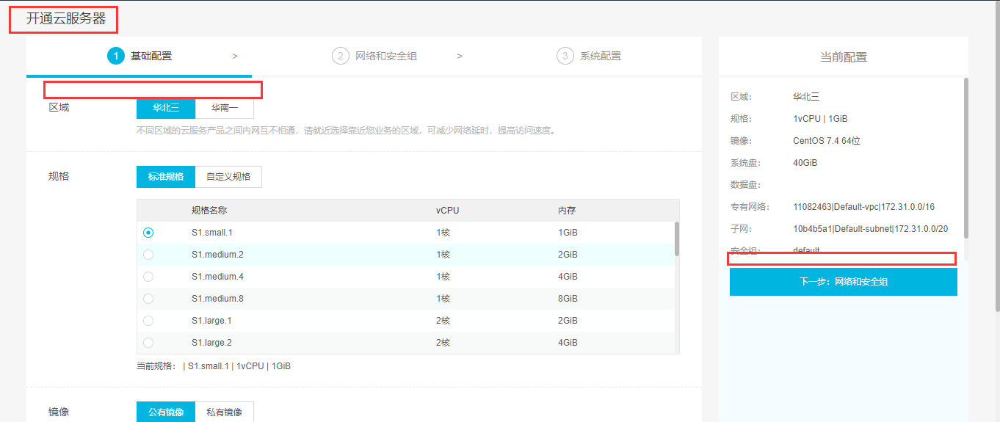 开通云服务器
1 基础配置 > 2 网络和安全组 > 3 系统配置
区域 华北三 华南一
不同区域的云服务产品之间内网互不相通，请就近选择靠近您业务的区域，可减少网络延时，提高访问速度。
规格 标准规格 自定义规格
规格名称 vCPU 内存
S1.small.1 1核 1GiB
S1.medium.2 1核 2GiB
S1.medium.4 1核 4GiB
S1.medium.8 1核 8GiB
S1.large.1 2核 2GiB
S1.large.2 2核 4GiB
当前规格： | S1.small.1 | 1vCPU | 1GiB
镜像 公有镜像 私有镜像
当前配置
区域： 华北三
规格： 1vCPU | 1GiB
镜像： CentOS 7.4 64位
系统盘： 40GiB
数据盘：
专有网络： 11082463|Default-vpc|172.31.0.0/16
子网： 10b4b5a1|Default-subnet|172.31.0.0/20
安全组： default
下一步：网络和安全组